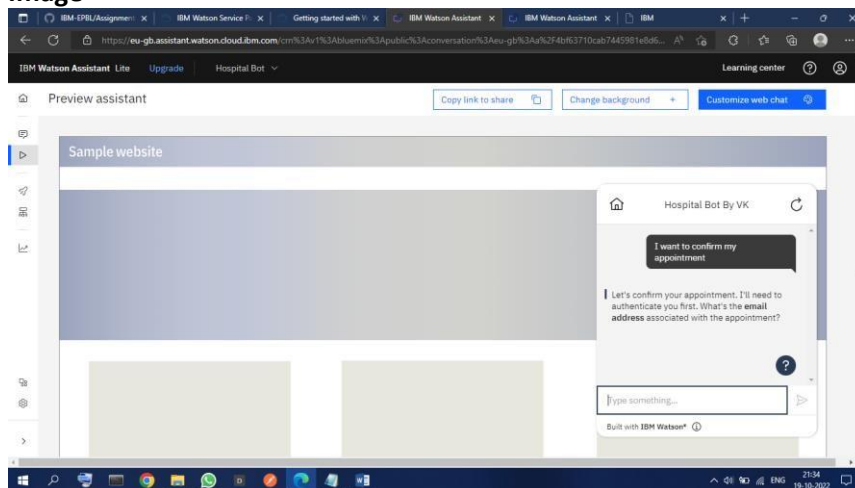 image
IBM-EPBL/Assignment
IBM Watson Service
Getting started with
IBM Watson Assistant
IBM Watson Assistant
IBM
https://eu-gb.assistant.watson.cloud.ibm.com/crn%3Av1%3Abluemix%3Apublic%3Aconversation%3Aeu-gb%3Aa%2F4bf63710cab7445981e8d6...
IBM Watson Assistant Lite Upgrade Hospital Bot Learning center
Preview assistant Copy link to share Change background + Customize web chat
Sample website
Hospital Bot By VK
I want to confirm my
appointment
Let's confirm your appointment. I'll need to
authenticate you first. What's the email
address associated with the appointment?
?
Type something...
Built with IBM Watson®
ENG
21:34
19-10-2022